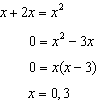 x + 2x = x²
0 = x² − 3x
0 = x(x − 3)
x = 0, 3